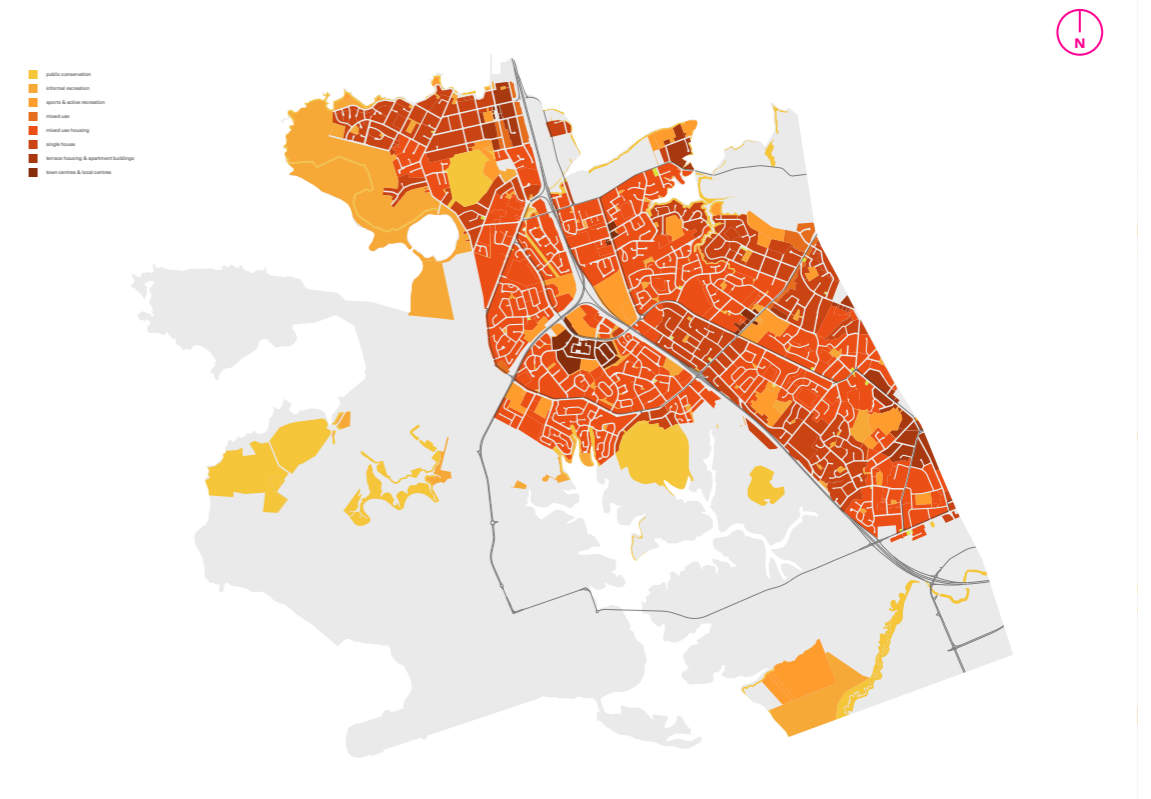 public conservation
informal recreation
sports & active recreation
mixed use
mixed use housing
single house
terrace housing & apartment buildings
town centres & local centres
N